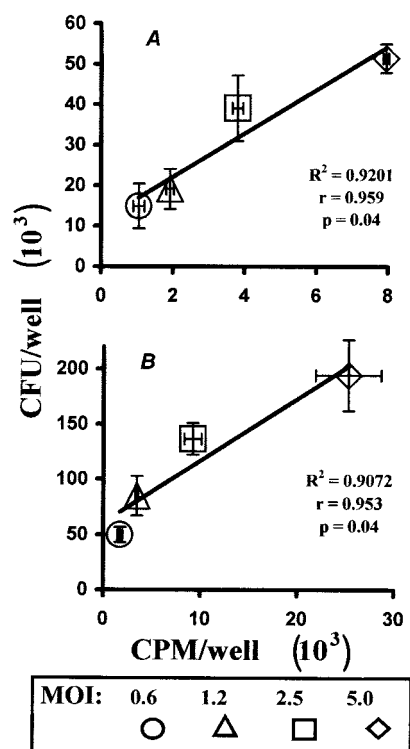 A
60
50
40
30
20
10
0
0 2 4 6 8
R² = 0.9201
r = 0.959
p = 0.04
CFU/well (10³)
B
200
150
100
50
0
0 10 20 30
R² = 0.9072
r = 0.953
p = 0.04
CPM/well (10³)
MOI: 0.6 1.2 2.5 5.0